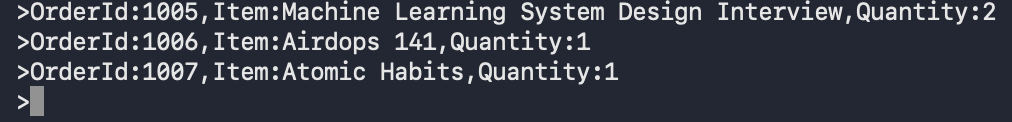 >OrderId:1005,Item:Machine Learning System Design Interview,Quantity:2
>OrderId:1006,Item:Airdops 141,Quantity:1
>OrderId:1007,Item:Atomic Habits,Quantity:1
>